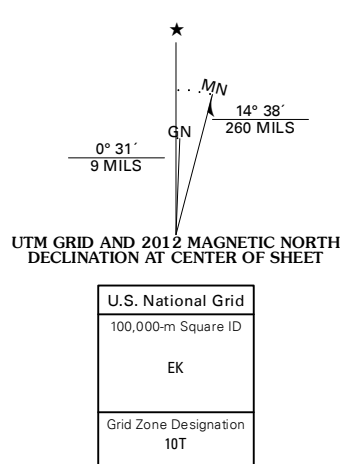 ★
MN
14° 38´
260 MILS
GN
0° 31´
9 MILS
UTM GRID AND 2012 MAGNETIC NORTH
DECLINATION AT CENTER OF SHEET
U.S. National Grid
100,000-m Square ID
EK
Grid Zone Designation
10T